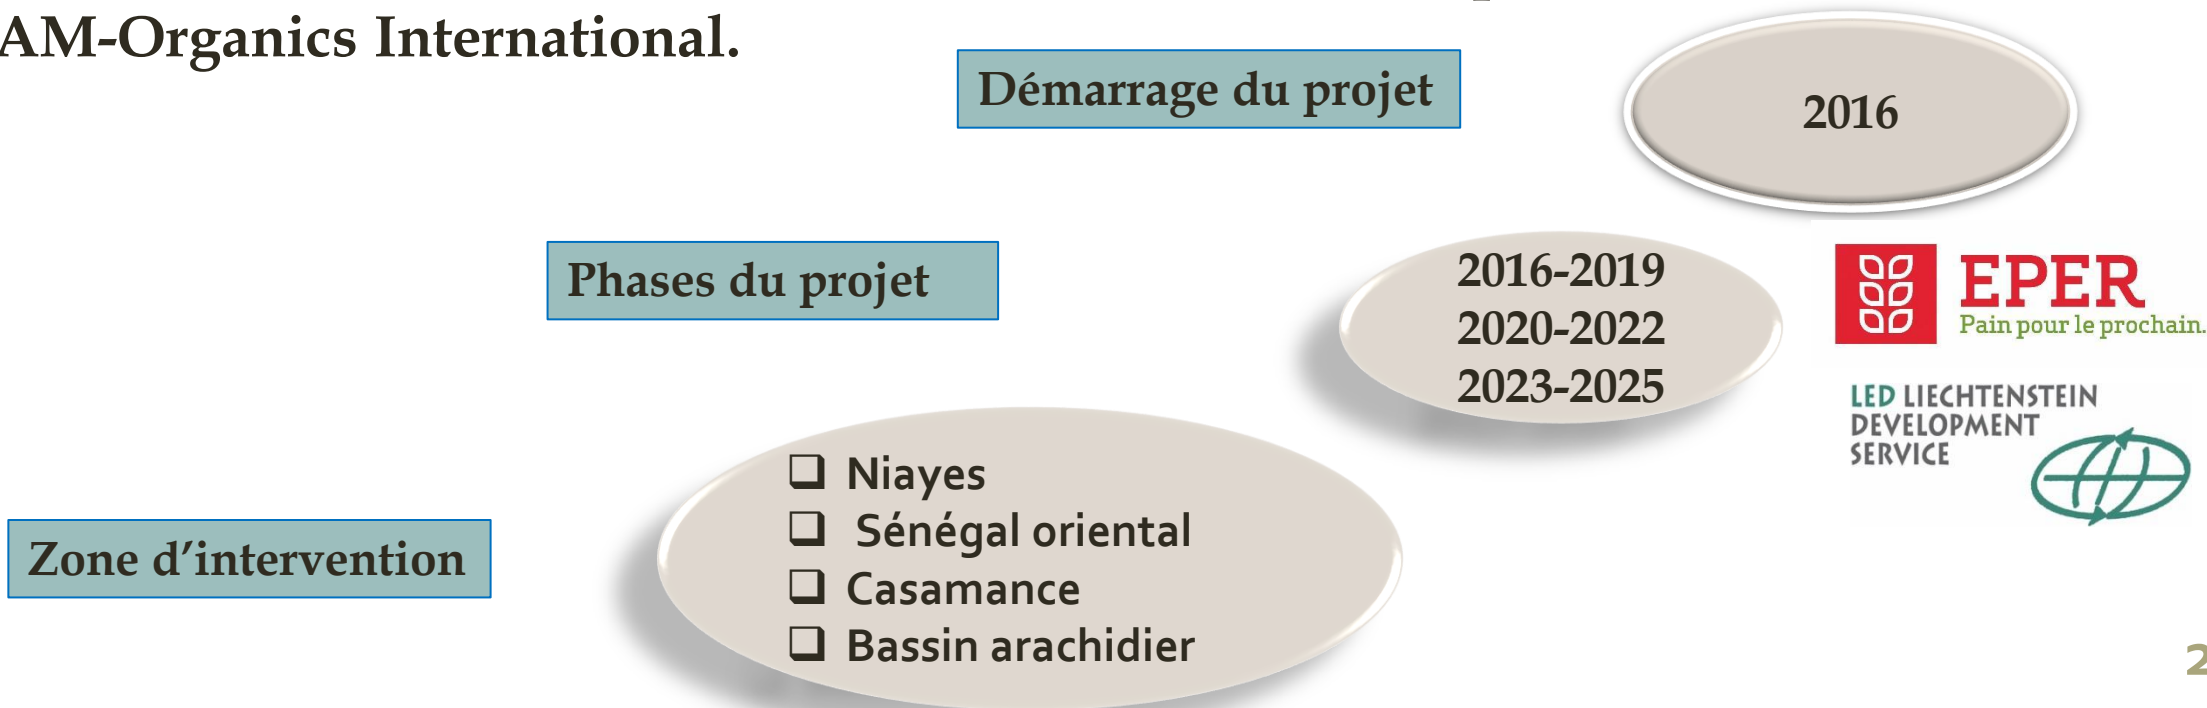 AM-Organics International.
Démarrage du projet
2016
Phases du projet
2016-2019
2020-2022
2023-2025
EPER
Pain pour le prochain.
LED LIECHTENSTEIN
DEVELOPMENT
SERVICE
Zone d’intervention
❑ Niayes
❑ Sénégal oriental
❑ Casamance
❑ Bassin arachidier
2